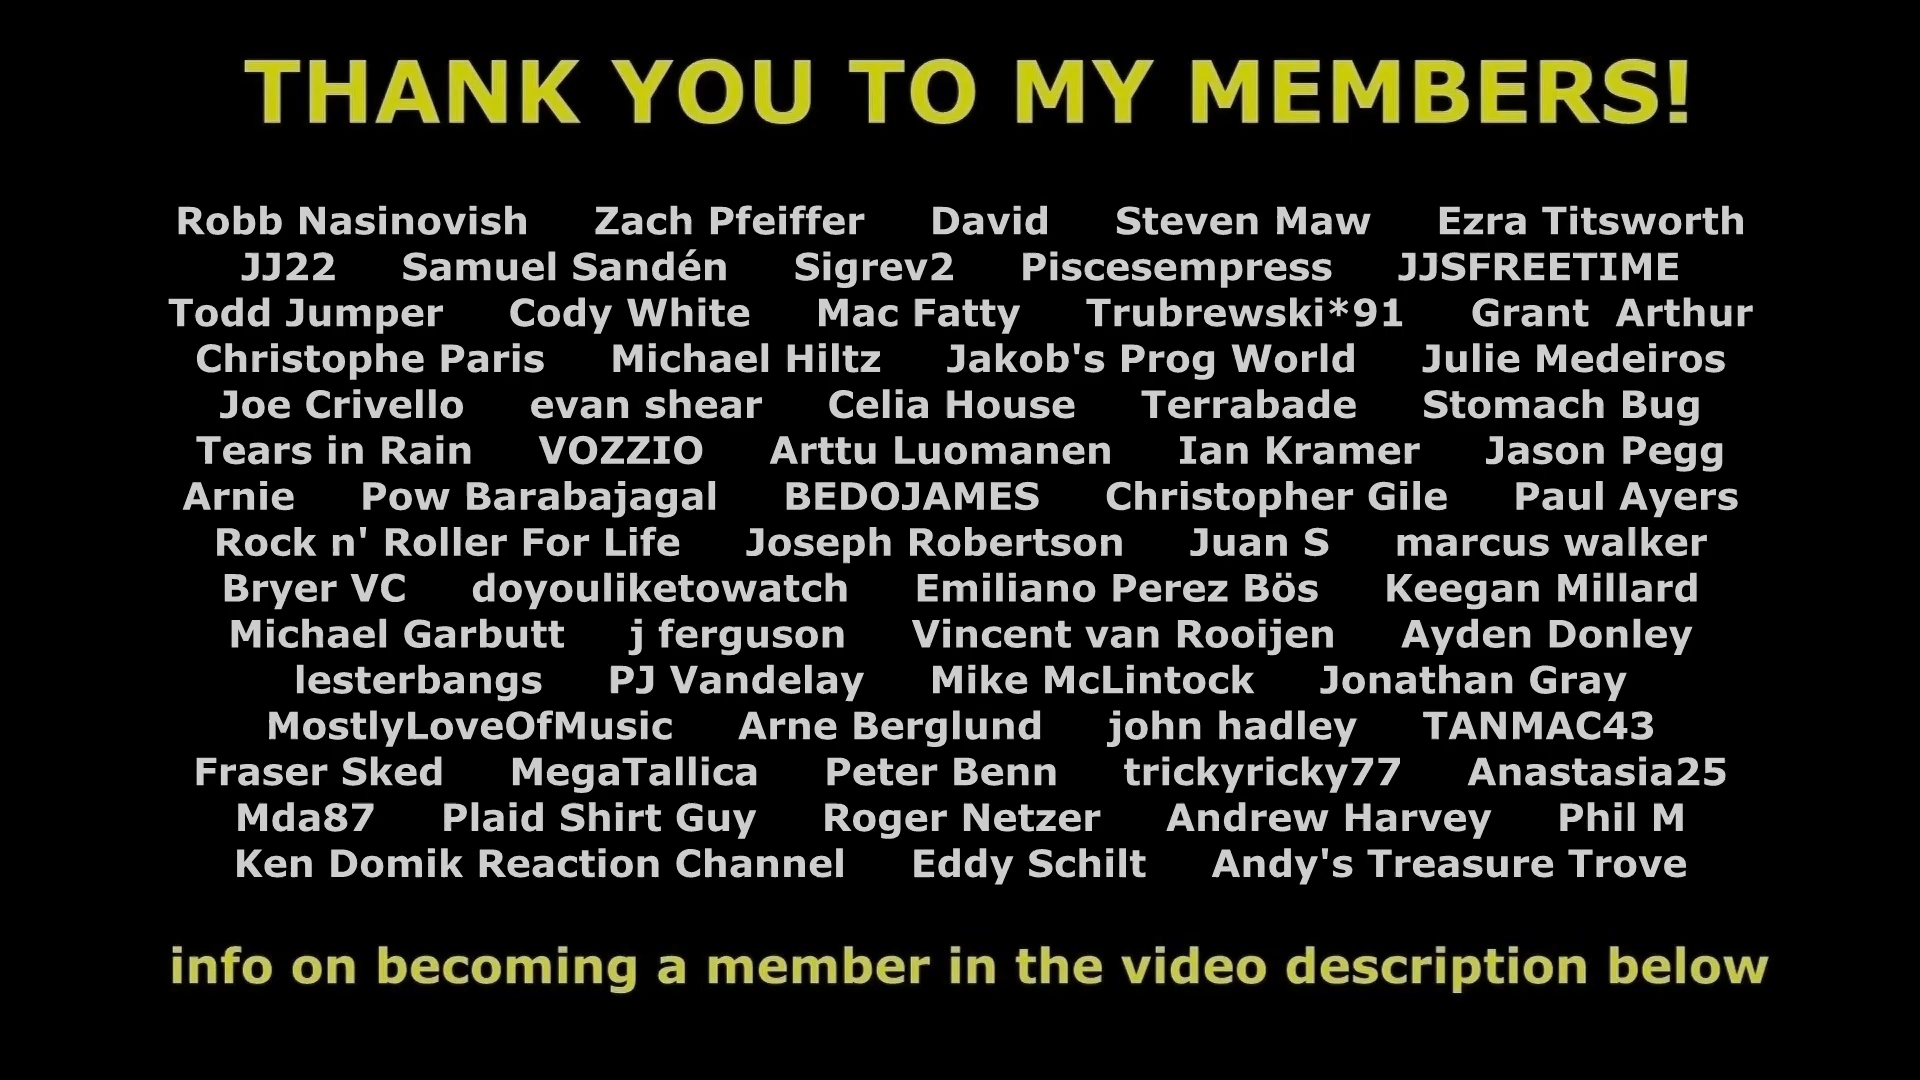 THANK YOU TO MY MEMBERS!
Robb Nasinovish Zach Pfeiffer David Steven Maw Ezra Titsworth
JJ22 Samuel Sandén Sigrev2 Piscesempress JJSFREETIME
Todd Jumper Cody White Mac Fatty Trubrewski*91 Grant Arthur
Christophe Paris Michael Hiltz Jakob's Prog World Julie Medeiros
Joe Crivello evan shear Celia House Terrabade Stomach Bug
Tears in Rain VOZZIO Arttu Luomanen Ian Kramer Jason Pegg
Arnie Pow Barabajagal BEDOJAMES Christopher Gile Paul Ayers
Rock n' Roller For Life Joseph Robertson Juan S marcus walker
Bryer VC doyouliketowatch Emiliano Perez Bös Keegan Millard
Michael Garbutt j ferguson Vincent van Rooijen Ayden Donley
lesterbangs PJ Vandelay Mike McLintock Jonathan Gray
MostlyLoveOfMusic Arne Berglund john hadley TANMAC43
Fraser Sked MegaTallica Peter Benn trickyricky77 Anastasia25
Mda87 Plaid Shirt Guy Roger Netzer Andrew Harvey Phil M
Ken Domik Reaction Channel Eddy Schilt Andy's Treasure Trove
info on becoming a member in the video description below